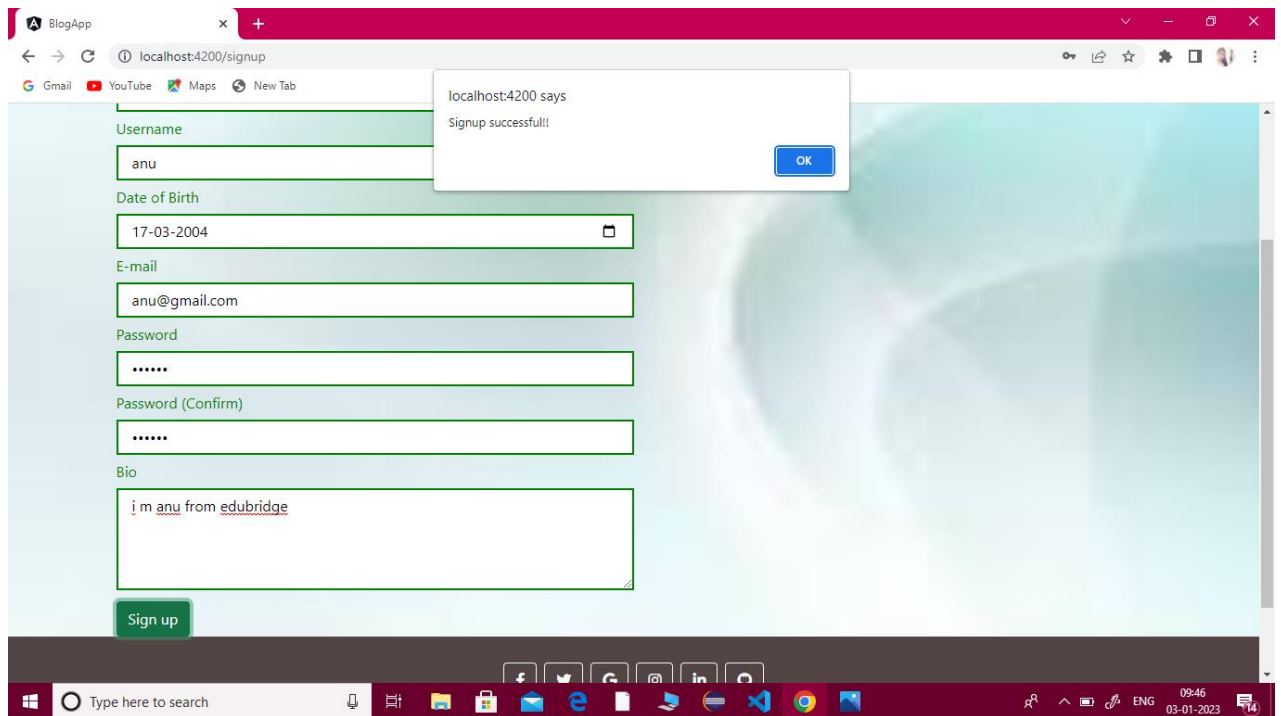 BlogApp
localhost:4200/signup
Gmail YouTube Maps New Tab
localhost:4200 says
Signup successful!!
OK
Username
anu
Date of Birth
17-03-2004
E-mail
anu@gmail.com
Password
••••••
Password (Confirm)
••••••
Bio
i m anu from edubridge
Sign up
Type here to search
ENG
09:46
03-01-2023
14